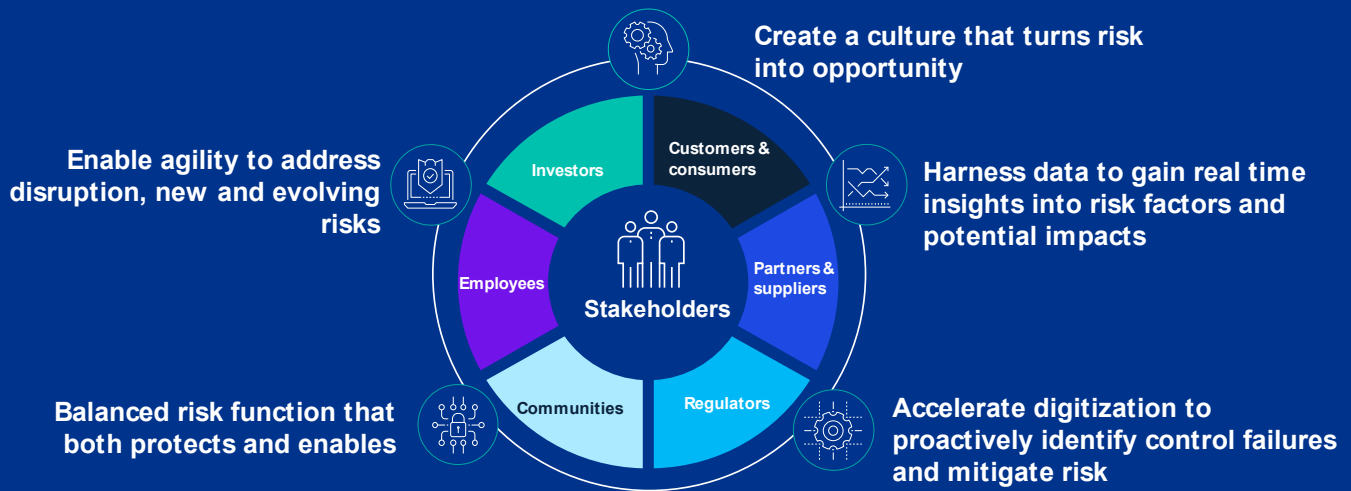 Create a culture that turns risk
into opportunity
Enable agility to address
disruption, new and evolving
risks
Harness data to gain real time
insights into risk factors and
potential impacts
Investors
Customers &
consumers
Employees
Partners &
suppliers
Stakeholders
Communities
Regulators
Balanced risk function that
both protects and enables
Accelerate digitization to
proactively identify control failures
and mitigate risk